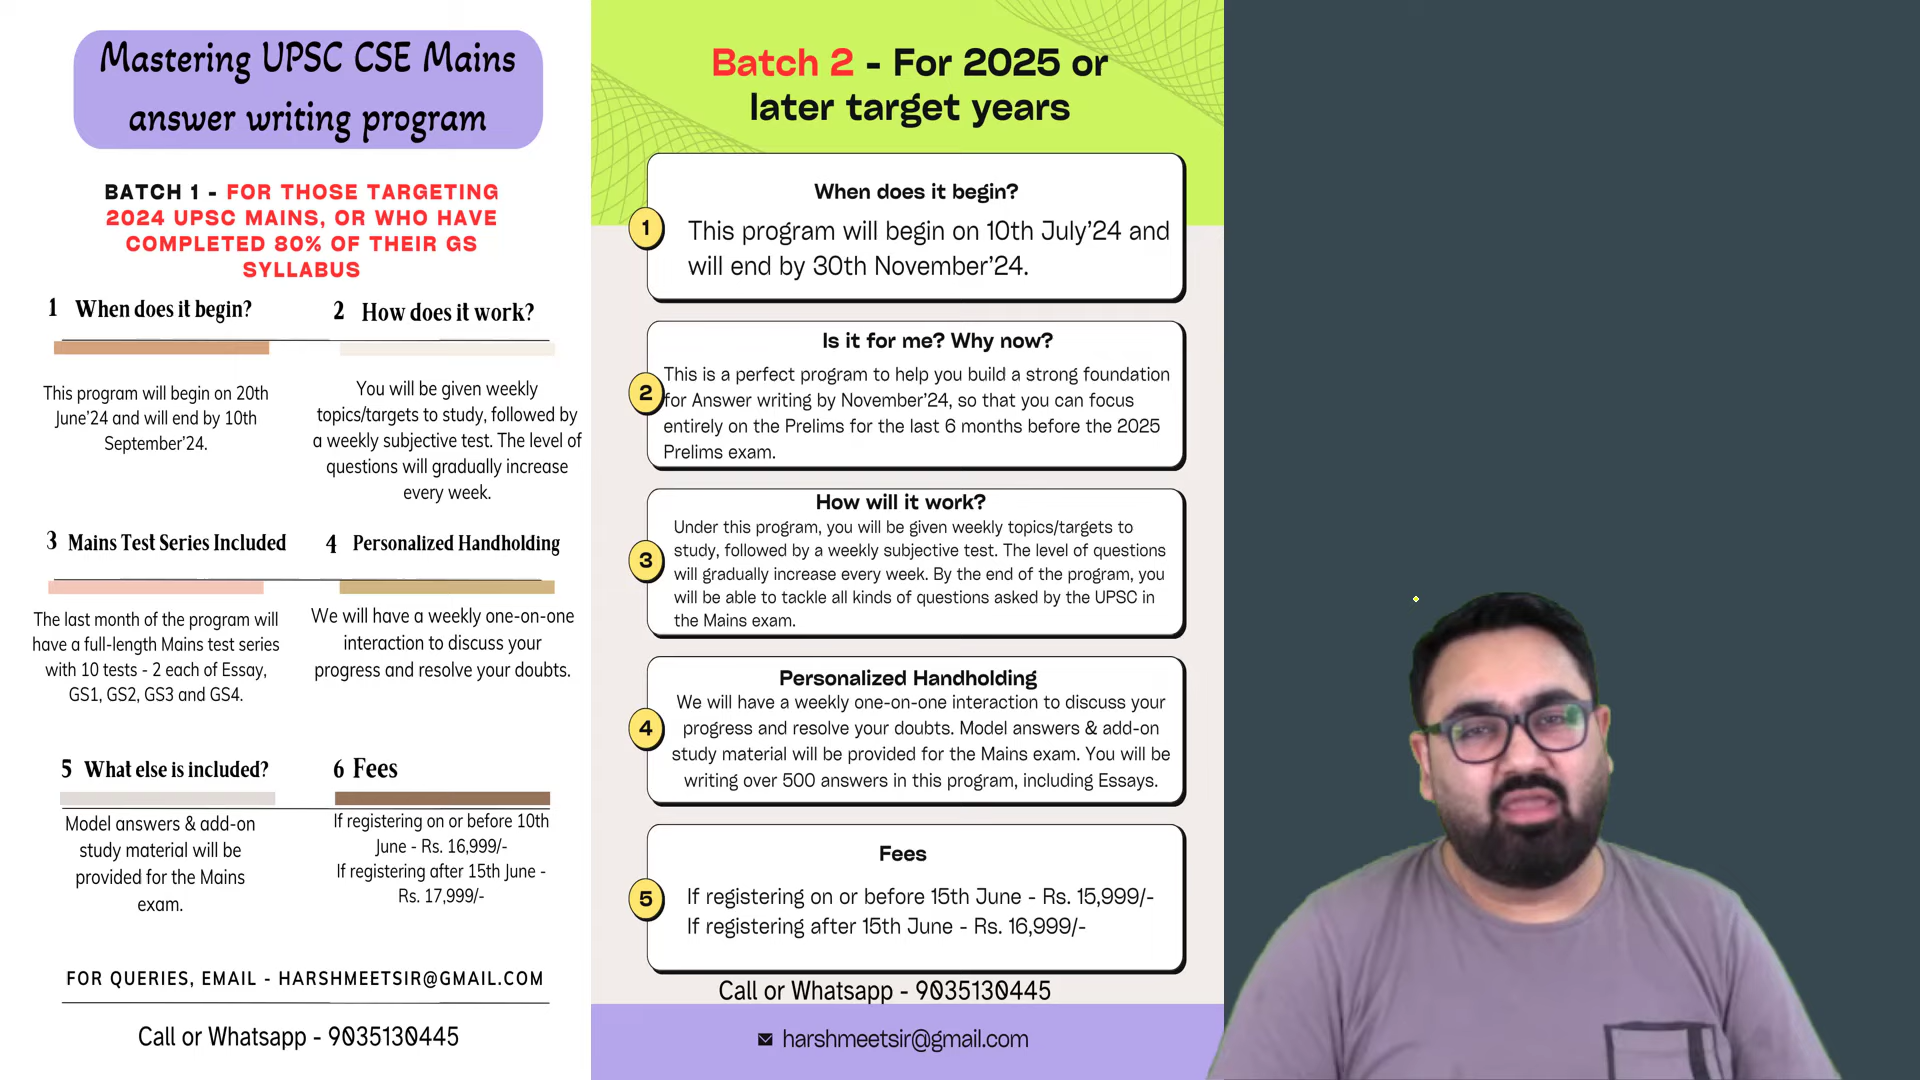 Mastering UPSC CSE Mains
answer writing program
BATCH 1 - FOR THOSE TARGETING
2024 UPSC MAINS, OR WHO HAVE
COMPLETED 80% OF THEIR GS
SYLLABUS
1 When does it begin?
This program will begin on 20th
June'24 and will end by 10th
September'24.
2 How does it work?
You will be given weekly
topics/targets to study, followed by
a weekly subjective test. The level of
questions will gradually increase
every week.
3 Mains Test Series Included
The last month of the program will
have a full-length Mains test series
with 10 tests - 2 each of Essay,
GS1, GS2, GS3 and GS4.
4 Personalized Handholding
We will have a weekly one-on-one
interaction to discuss your
progress and resolve your doubts.
5 What else is included?
Model answers & add-on
study material will be
provided for the Mains
exam.
6 Fees
If registering on or before 10th
June - Rs. 16,999/-
If registering after 15th June -
Rs. 17,999/-
FOR QUERIES, EMAIL - HARSHMEETSIR@GMAIL.COM
Call or Whatsapp - 9035130445
Batch 2 - For 2025 or
later target years
1
When does it begin?
This program will begin on 10th July'24 and
will end by 30th November'24.
2
Is it for me? Why now?
This is a perfect program to help you build a strong foundation
for Answer writing by November'24, so that you can focus
entirely on the Prelims for the last 6 months before the 2025
Prelims exam.
3
How will it work?
Under this program, you will be given weekly topics/targets to
study, followed by a weekly subjective test. The level of questions
will gradually increase every week. By the end of the program, you
will be able to tackle all kinds of questions asked by the UPSC in
the Mains exam.
4
Personalized Handholding
We will have a weekly one-on-one interaction to discuss your
progress and resolve your doubts. Model answers & add-on
study material will be provided for the Mains exam. You will be
writing over 500 answers in this program, including Essays.
5
Fees
If registering on or before 15th June - Rs. 15,999/-
If registering after 15th June - Rs. 16,999/-
Call or Whatsapp - 9035130445
harshmeetsir@gmail.com